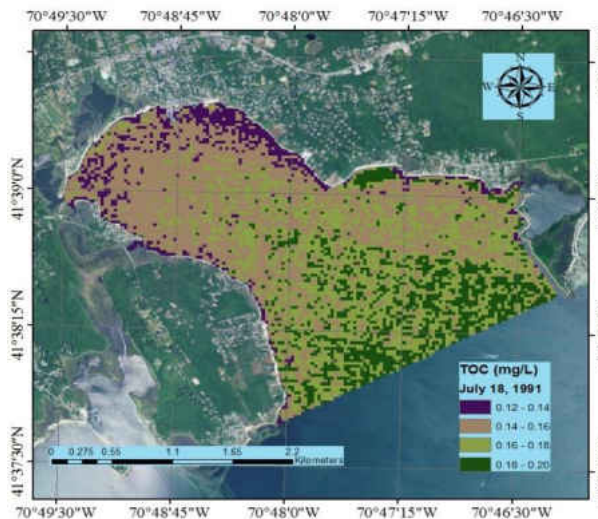 70°49'30"W 70°48'45"W 70°48'0"W 70°47'15"W 70°46'30"W
N
W E
S
41°39'0"N
41°38'15"N
41°37'30"N
TOC (mg/L)
July 18, 1991
0.12 - 0.14
0.14 - 0.16
0.16 - 0.18
0.18 - 0.20
0 0.275 0.55 1.1 1.65 2.2
Kilometers
70°49'30"W 70°48'45"W 70°48'0"W 70°47'15"W 70°46'30"W